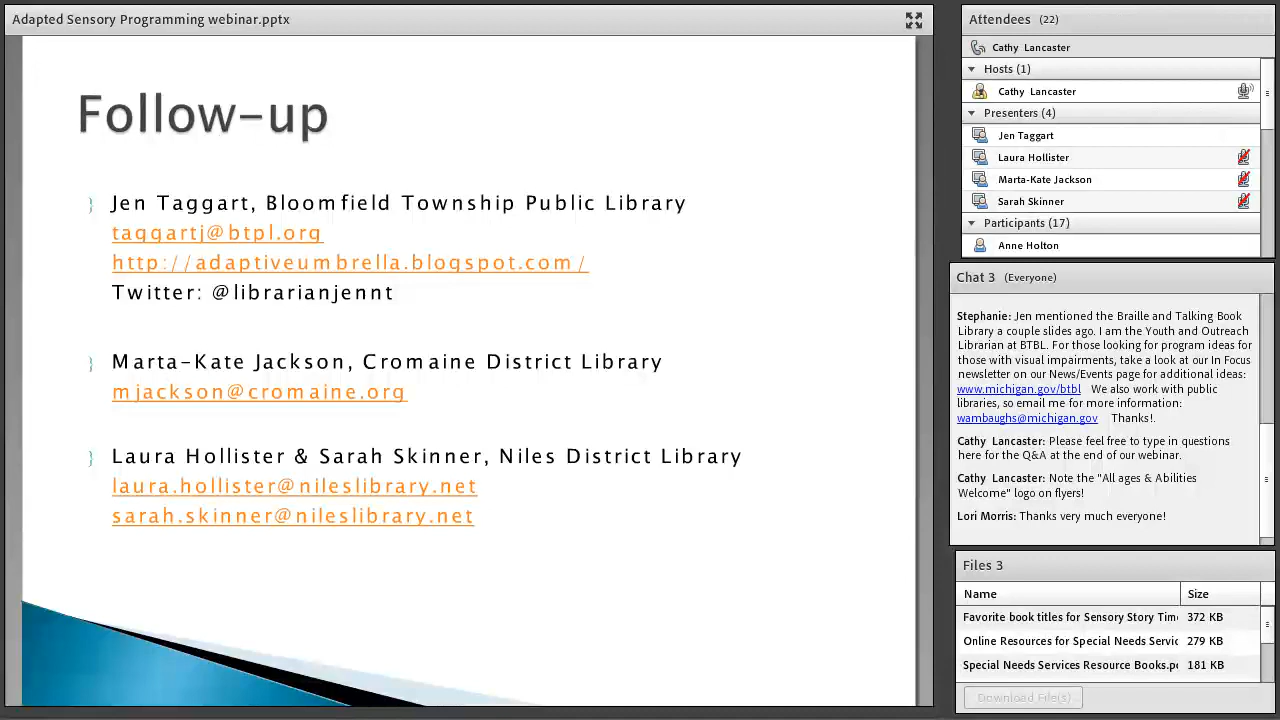 Adapted Sensory Programming webinar.pptx
Follow-up
Jen Taggart, Bloomfield Township Public Library
taggartj@btpl.org
http://adaptiveumbrella.blogspot.com/
Twitter: @librarianjennt
Marta-Kate Jackson, Cromaine District Library
mjackson@cromaine.org
Laura Hollister & Sarah Skinner, Niles District Library
laura.hollister@nileslibrary.net
sarah.skinner@nileslibrary.net
Attendees (22)
Cathy Lancaster
Hosts (1)
Cathy Lancaster
Presenters (4)
Jen Taggart
Laura Hollister
Marta-Kate Jackson
Sarah Skinner
Participants (17)
Anne Holton
Chat 3 (Everyone)
Stephanie: Jen mentioned the Braille and Talking Book
Library a couple slides ago. I am the Youth and Outreach
Librarian at BTBL. For those looking for program ideas for
those with visual impairments, take a look at our In Focus
newsletter on our News/Events page for additional ideas:
www.michigan.gov/btbl We also work with public
libraries, so email me for more information:
wambaughs@michigan.gov Thanks!.
Cathy Lancaster: Please feel free to type in questions
here for the Q&A at the end of our webinar.
Cathy Lancaster: Note the "All ages & Abilities
Welcome" logo on flyers!
Lori Morris: Thanks very much everyone!
Files 3
Name Size
Favorite book titles for Sensory Story Tim 372 KB
Online Resources for Special Needs Servic 279 KB
Special Needs Services Resource Books.p 181 KB
Download File(s)